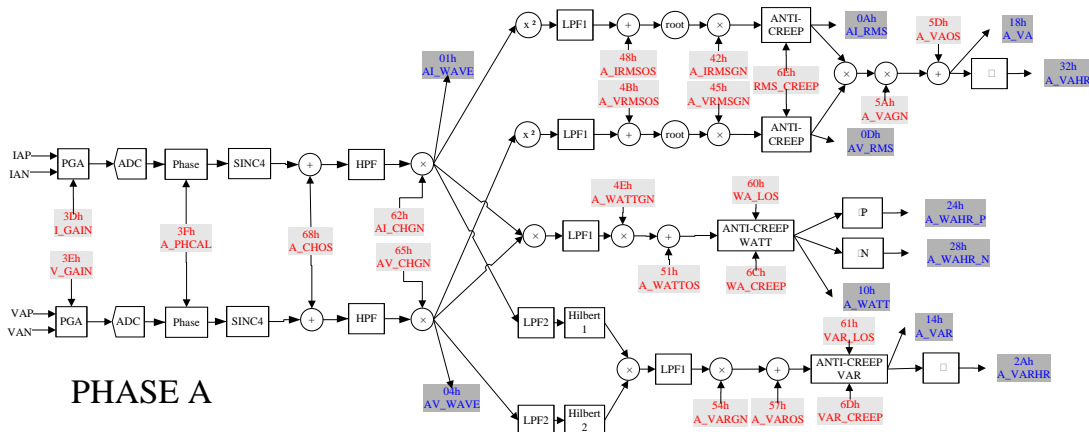 x ²
LPF1
+
root
×
ANTI-
CREEP
0Ah
AI_RMS
5Dh
A_VAOS
18h
A_VA
01h
AI_WAVE
48h
A_IRMSOS
42h
A_IRMSGN
6Eh
RMS_CREEP
×
×
+
32h
A_VAHR
4Bh
A_VRMSOS
45h
A_VRMSGN
5Ah
A_VAGN
x ²
LPF1
+
root
×
ANTI-
CREEP
0Dh
AV_RMS
IAP
IAN
PGA
ADC
Phase
SINC4
+
HPF
×
3Dh
I_GAIN
3Fh
A_PHCAL
68h
A_CHOS
62h
AI_CHGN
65h
AV_CHGN
3Eh
V_GAIN
4Eh
A_WATTGN
60h
WA_LOS
×
LPF1
×
+
ANTI-CREEP
WATT
P
24h
A_WAHR_P
N
28h
A_WAHR_N
51h
A_WATTOS
6Ch
WA_CREEP
10h
A_WATT
VAP
VAN
PGA
ADC
Phase
SINC4
+
HPF
×
LPF2
Hilbert
1
61h
VAR_LOS
14h
A_VAR
×
LPF1
×
+
ANTI-CREEP
VAR
2Ah
A_VARHR
PHASE A
04h
AV_WAVE
LPF2
Hilbert
2
54h
A_VARGN
57h
A_VAROS
6Dh
VAR_CREEP